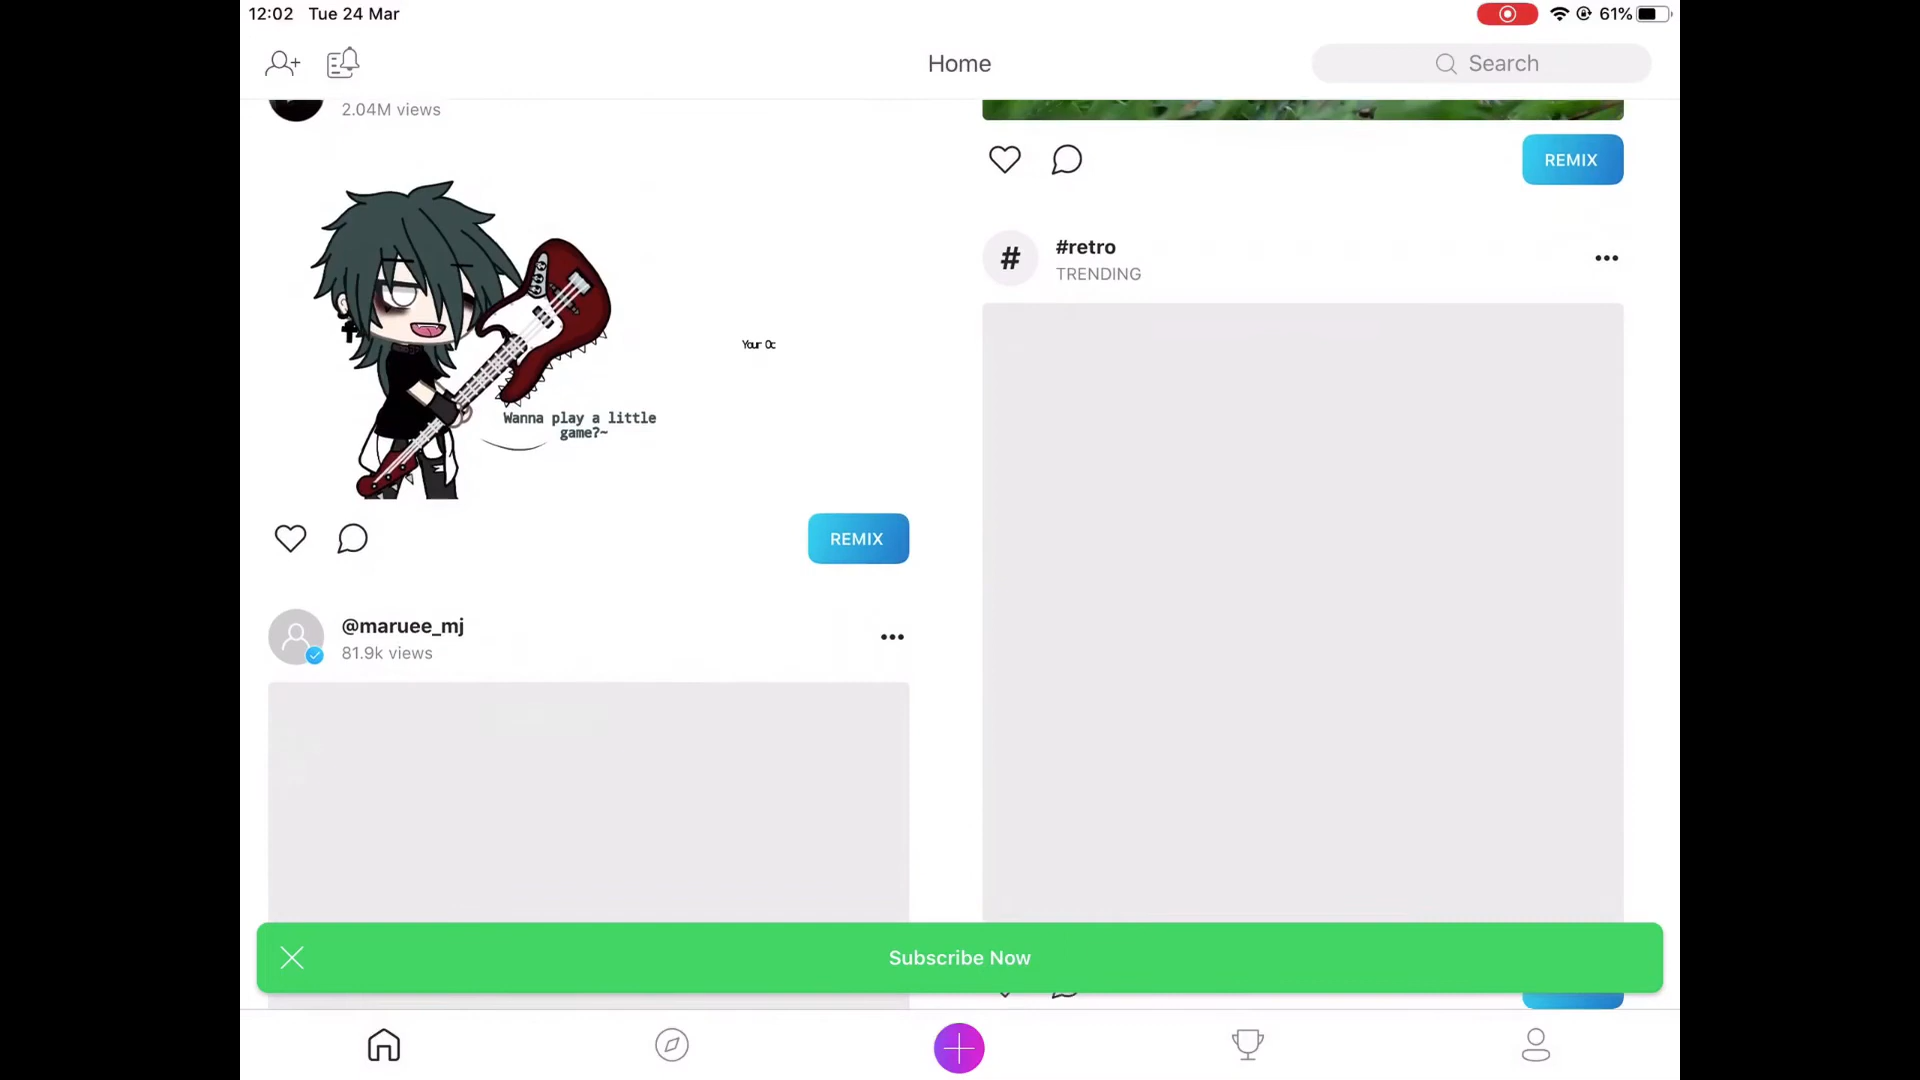 12:02 Tue 24 Mar
61%
Home
Search
2.04M views
REMIX
#retro
TRENDING
#
Your Oc
Wanna play a little
game?~
REMIX
@maruee_mj
81.9k views
Subscribe Now